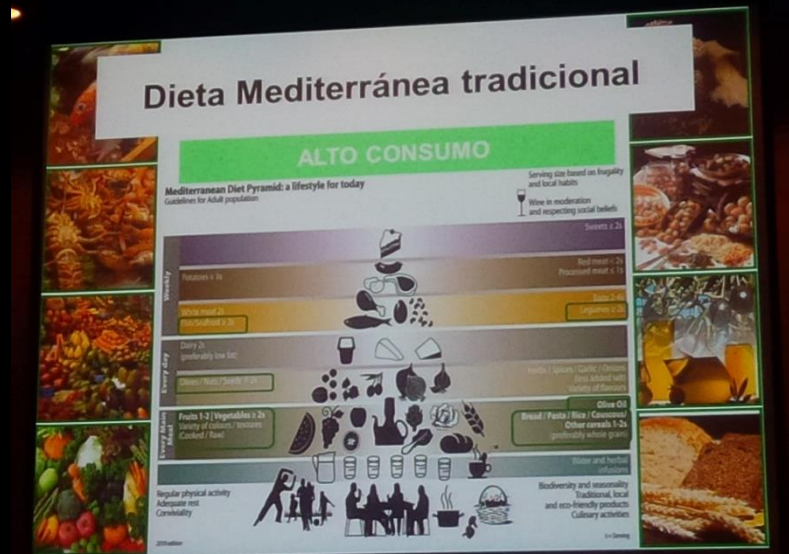 Dieta Mediterránea tradicional
ALTO CONSUMO
Mediterranean Diet Pyramid: a lifestyle for today
Guidelines for Adult population
Serving size based on frugality
and local habits
Wine in moderation
and respecting social beliefs
Weekly
Sweets ≤ 2s
Potatoes ≤ 3s
Red meat < 2s
Processed meat ≤ 1s
White meat 2s
Fish/Seafood ≥ 2s
Eggs 2-4s
Legumes ≥ 2s
Every day
Dairy 2s
(preferably low fat)
Olives / Nuts / Seeds 1-2s
Herbs / Spices / Garlic / Onions
(less added salt)
Variety of flavours
Every Main
Meal
Fruits 1-2 | Vegetables ≥ 2s
Variety of colours / textures
(Cooked / Raw)
Olive Oil
Bread / Pasta / Rice / Couscous/
Other cereals 1-2s
(preferably whole grain)
Water and herbal
infusions
Regular physical activity
Adequate rest
Conviviality
Biodiversity and seasonality
Traditional, local
and eco-friendly products
Culinary activities
2010 edition
s = Serving